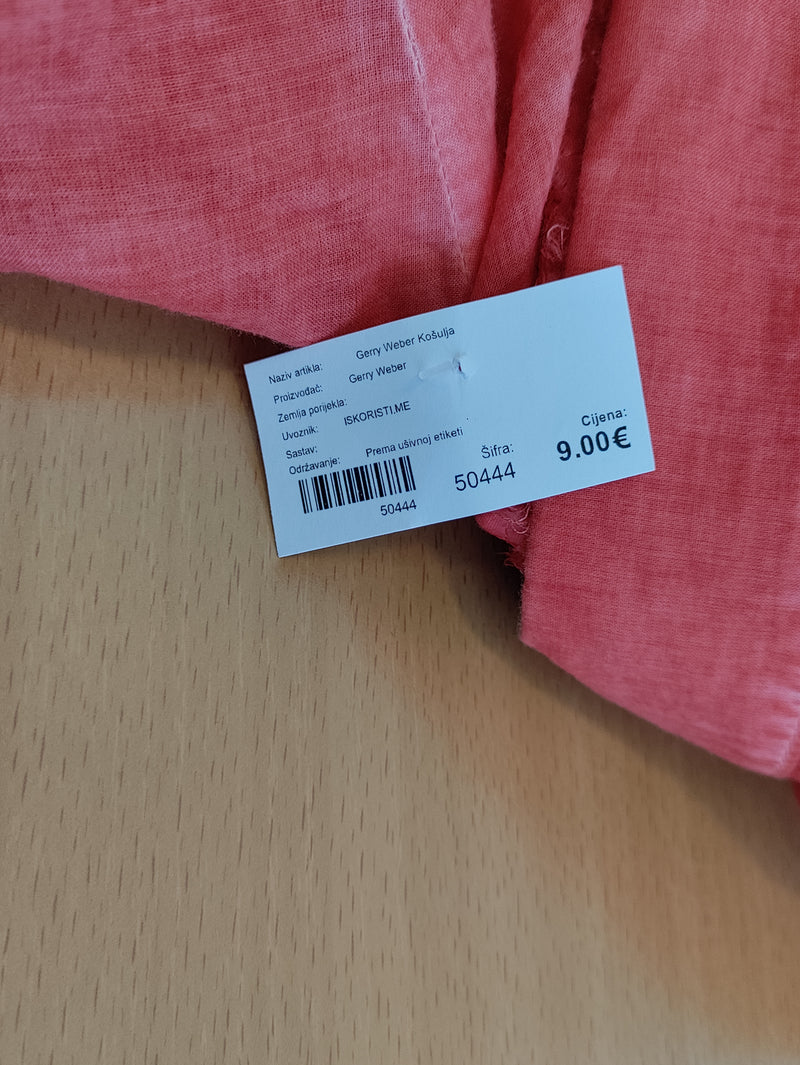 Naziv artikla: Gerry Weber Košulja
Proizvođač: Gerry Weber
Zemlja porijekla:
Uvoznik: ISKORISTI.ME
Sastav:
Održavanje: Prema ušivnoj etiketi
50444
Šifra:
50444
Cijena:
9.00€